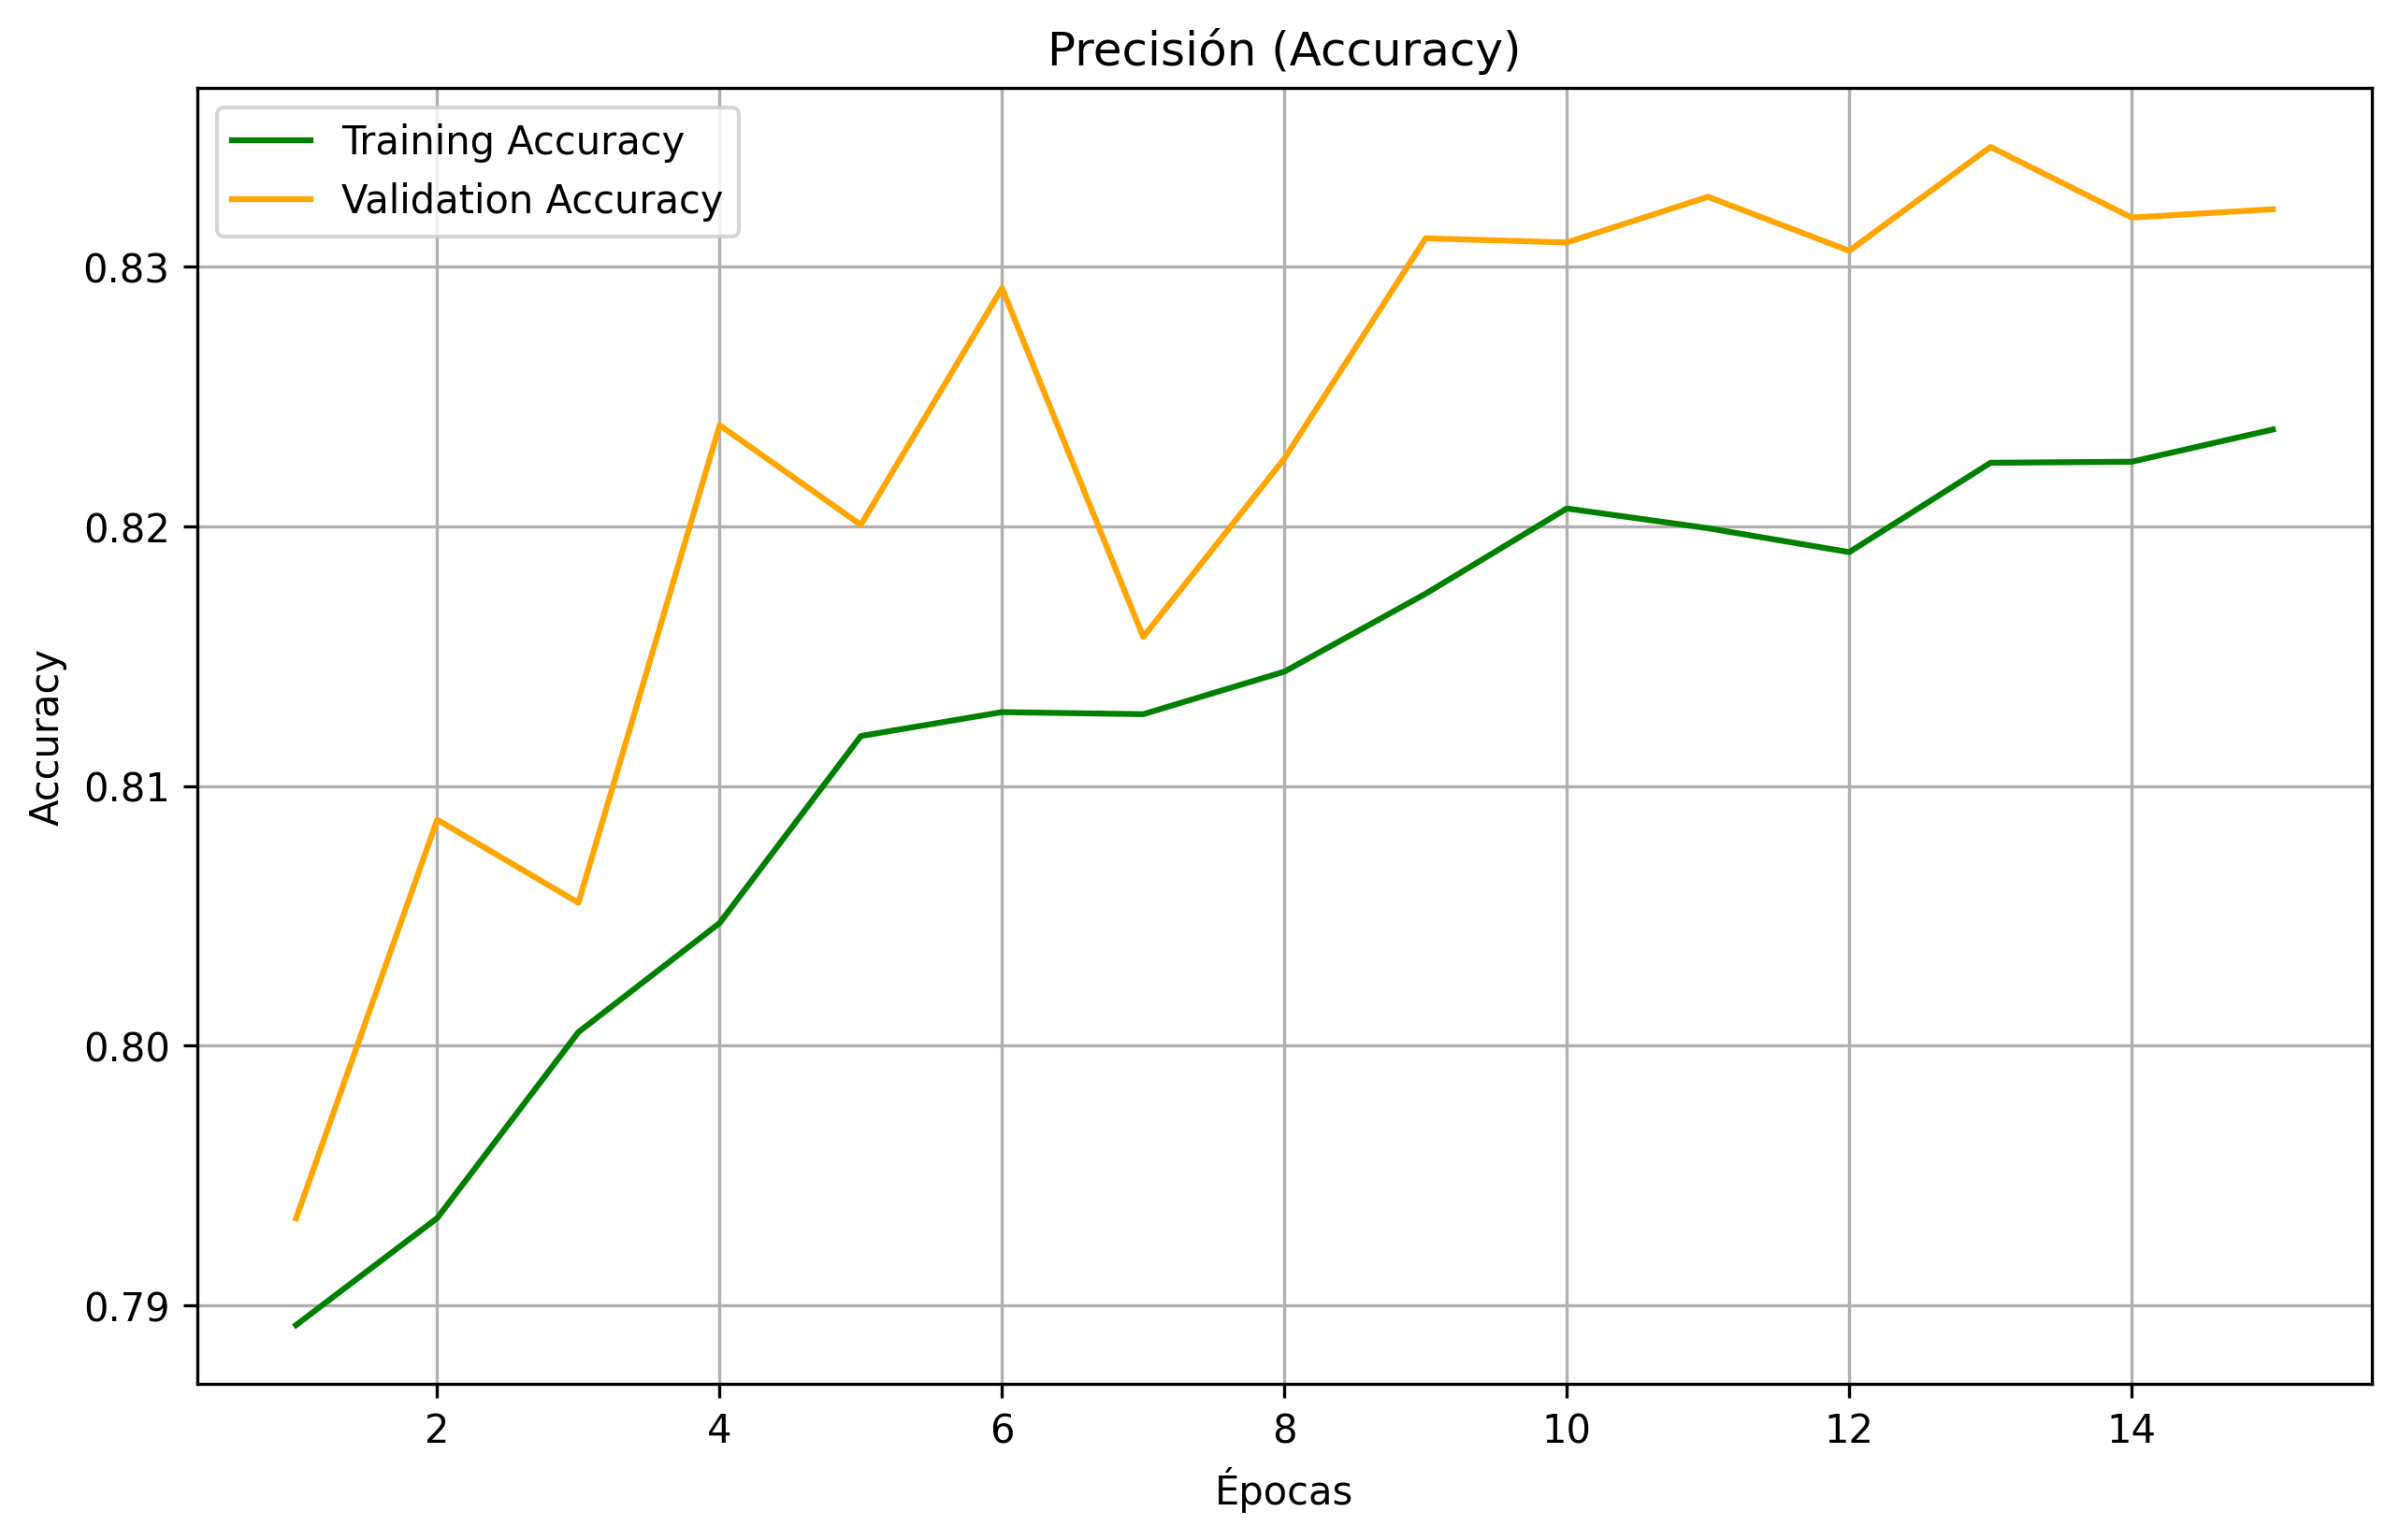 Precisión (Accuracy)
Training Accuracy
Validation Accuracy
0.83
0.82
0.81
0.80
0.79
Accuracy
2 4 6 8 10 12 14
Épocas